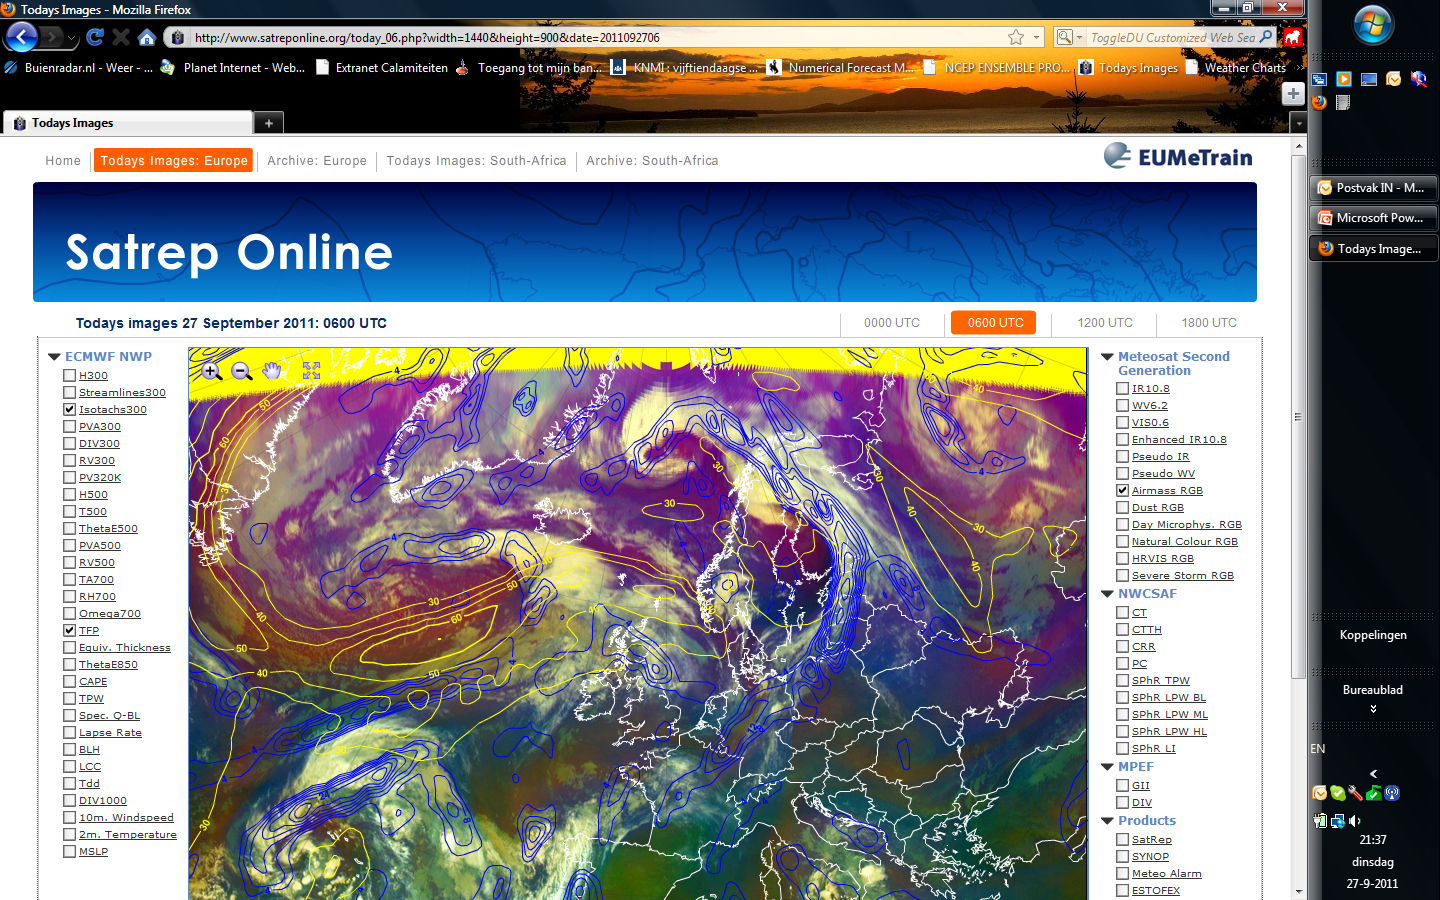 Todays Images - Mozilla Firefox
http://www.satreponline.org/today_06.php?width=1440&height=900&date=2011092706
ToggleDU Customized Web Sea
Buienradar.nl - Weer - ...
Planet Internet - Web...
Extranet Calamiteiten
Toegang tot mijn ban...
KNMI : vijftiendaagse ...
Numerical Forecast M...
NCEP ENSEMBLE PRO...
Todays Images
Weather Charts
Todays Images
Home
Todays Images: Europe
Archive: Europe
Todays Images: South-Africa
Archive: South-Africa
EUMeTrain
Satrep Online
Todays images 27 September 2011: 0600 UTC
0000 UTC
0600 UTC
1200 UTC
1800 UTC
ECMWF NWP
H300
Streamlines300
Isotachs300
PVA300
DIV300
RV300
PV320K
H500
T500
ThetaE500
PVA500
RV500
TA700
RH700
Omega700
TFP
Equiv. Thickness
ThetaE850
CAPE
TPW
Spec. Q-BL
Lapse Rate
BLH
LCC
Tdd
DIV1000
10m. Windspeed
2m. Temperature
MSLP
Meteosat Second
Generation
IR10.8
WV6.2
VIS0.6
Enhanced IR10.8
Pseudo IR
Pseudo WV
Airmass RGB
Dust RGB
Day Microphys. RGB
Natural Colour RGB
HRVIS RGB
Severe Storm RGB
NWCSAF
CT
CTTH
CRR
PC
SPhR TPW
SPhR LPW BL
SPhR LPW ML
SPhR LPW HL
SPhR LI
MPEF
GII
DIV
Products
SatRep
SYNOP
Meteo Alarm
ESTOFEX
Postvak IN - M...
Microsoft Pow...
Todays Image...
Koppelingen
Bureaublad
EN
21:37
dinsdag
27-9-2011